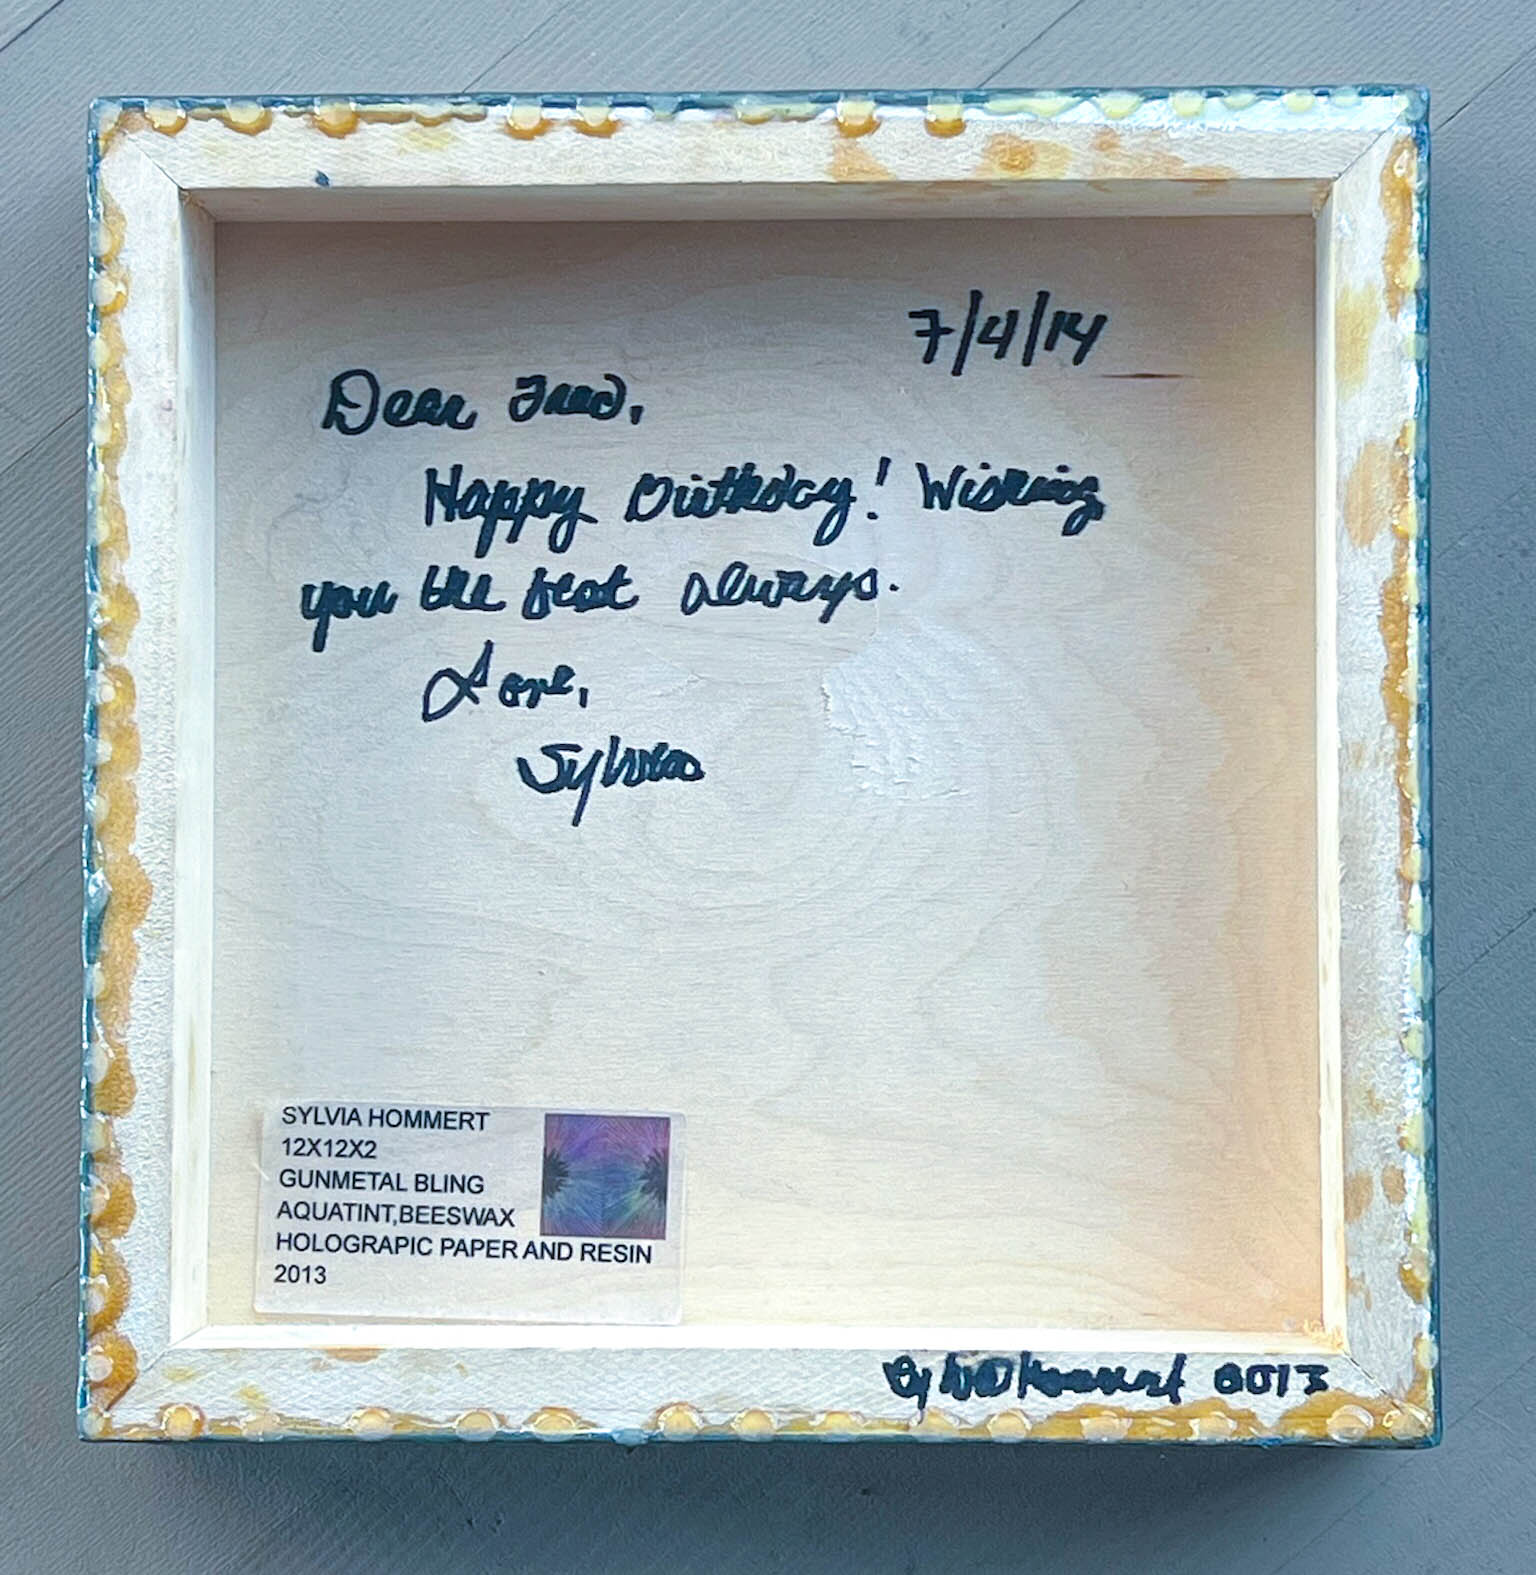 7/4/14
Dear Fred,
Happy Birthday! Wishing
you the best always.
Love,
Sylvia
SYLVIA HOMMERT
12X12X2
GUNMETAL BLING
AQUATINT,BEESWAX
HOLOGRAPIC PAPER AND RESIN
2013
Sylvia Hommert 2013